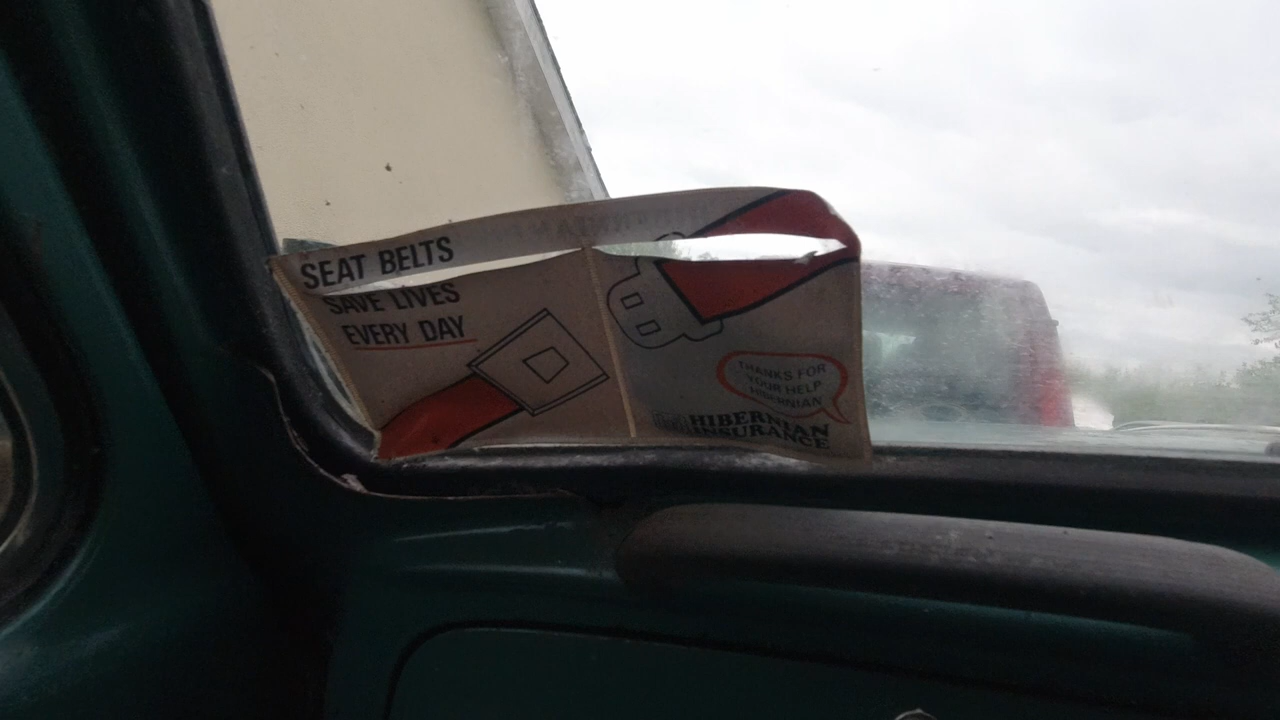 SEAT BELTS
SAVE LIVES
EVERY DAY
THANKS FOR
YOUR HELP
HIBERNIAN
HIBERNIAN
INSURANCE